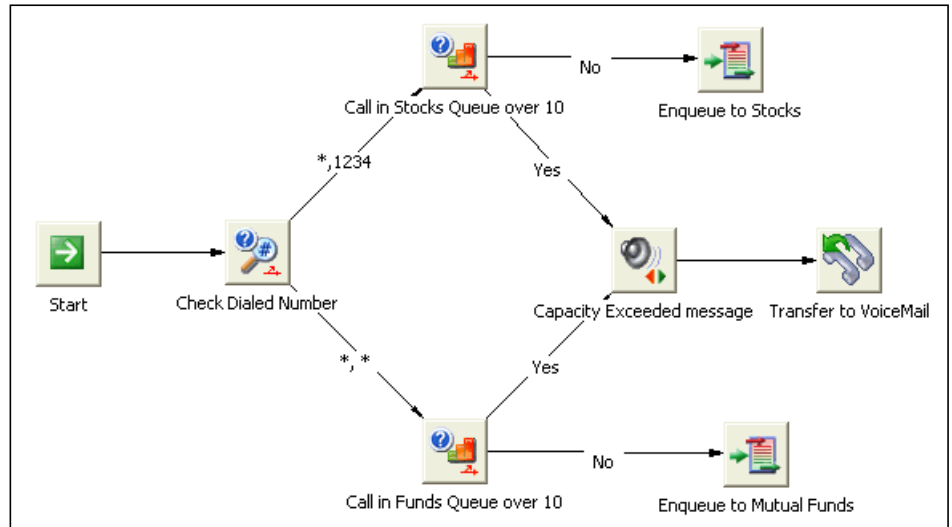 Call in Stocks Queue over 10
No
Enqueue to Stocks
*,1234
Yes
Start
#
Check Dialed Number
Capacity Exceeded message
Transfer to VoiceMail
*, *
Yes
Call in Funds Queue over 10
No
Enqueue to Mutual Funds